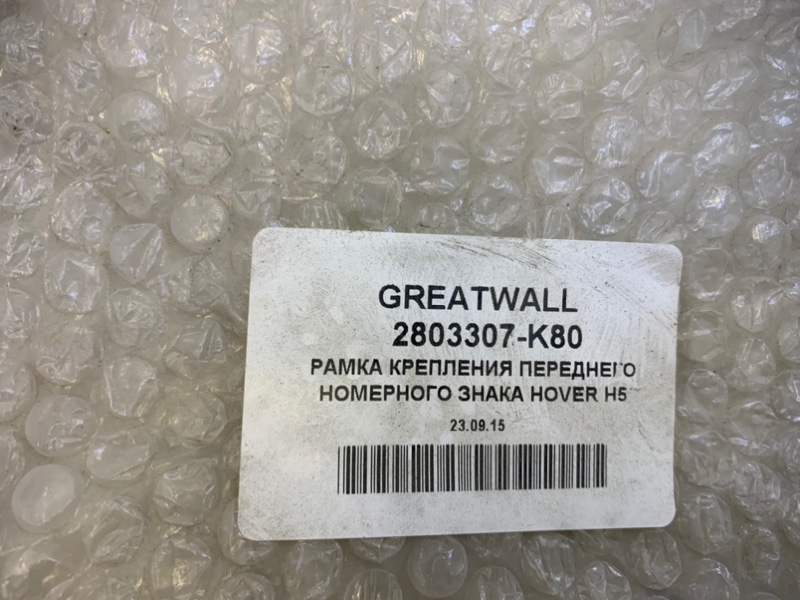 GREATWALL
2803307-K80
РАМКА КРЕПЛЕНИЯ ПЕРЕДНЕГО
НОМЕРНОГО ЗНАКА HOVER H5
23.09.15